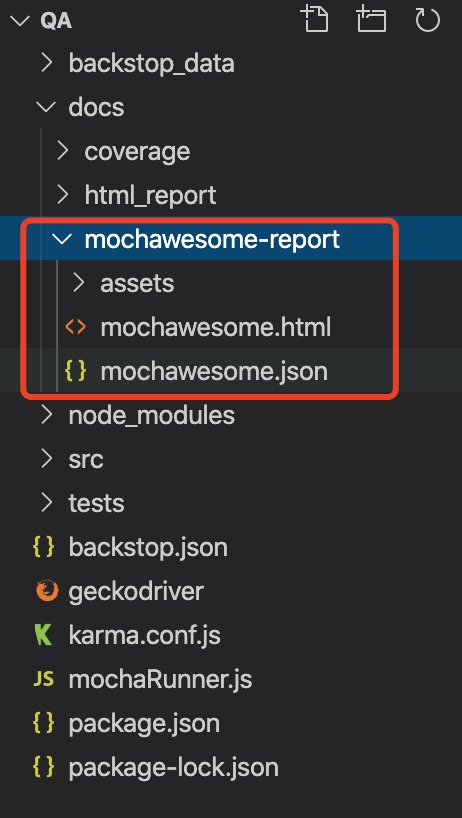 QA
backstop_data
docs
coverage
html_report
mochawesome-report
assets
<> mochawesome.html
{} mochawesome.json
node_modules
src
tests
{} backstop.json
geckodriver
karma.conf.js
JS mochaRunner.js
{} package.json
{} package-lock.json